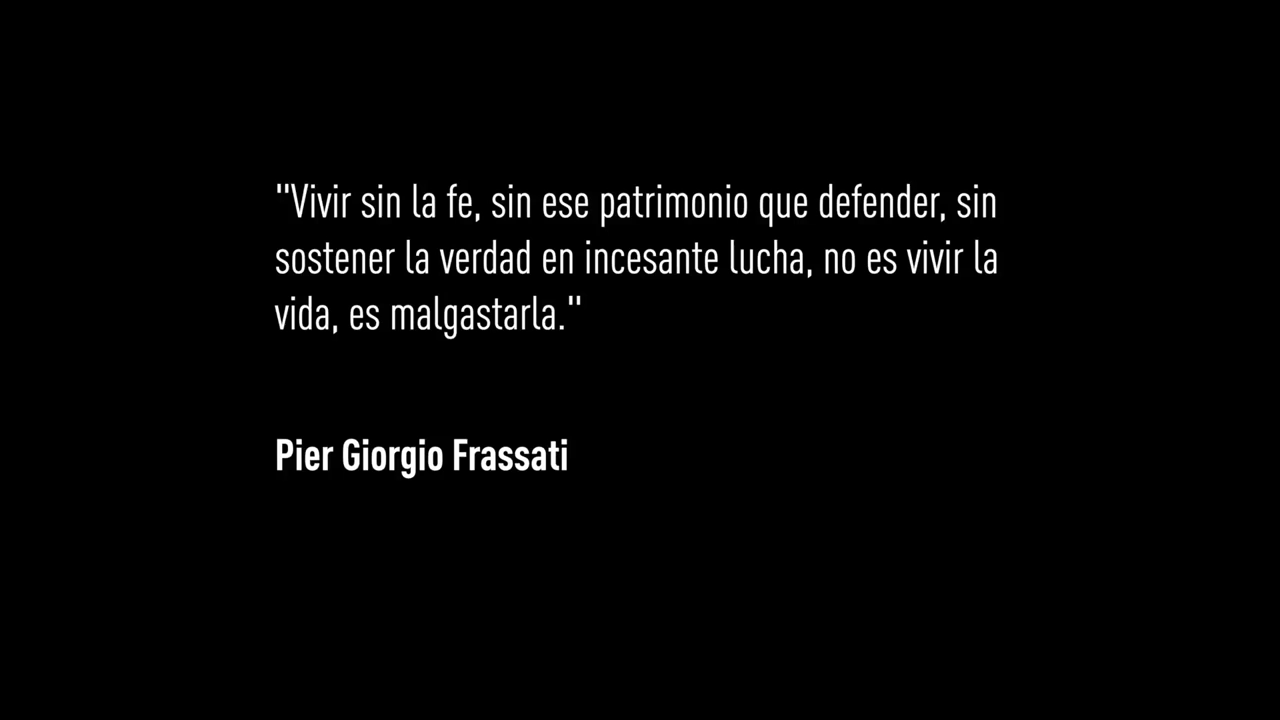 "Vivir sin la fe, sin ese patrimonio que defender, sin
sostener la verdad en incesante lucha, no es vivir la
vida, es malgastarla."
Pier Giorgio Frassati